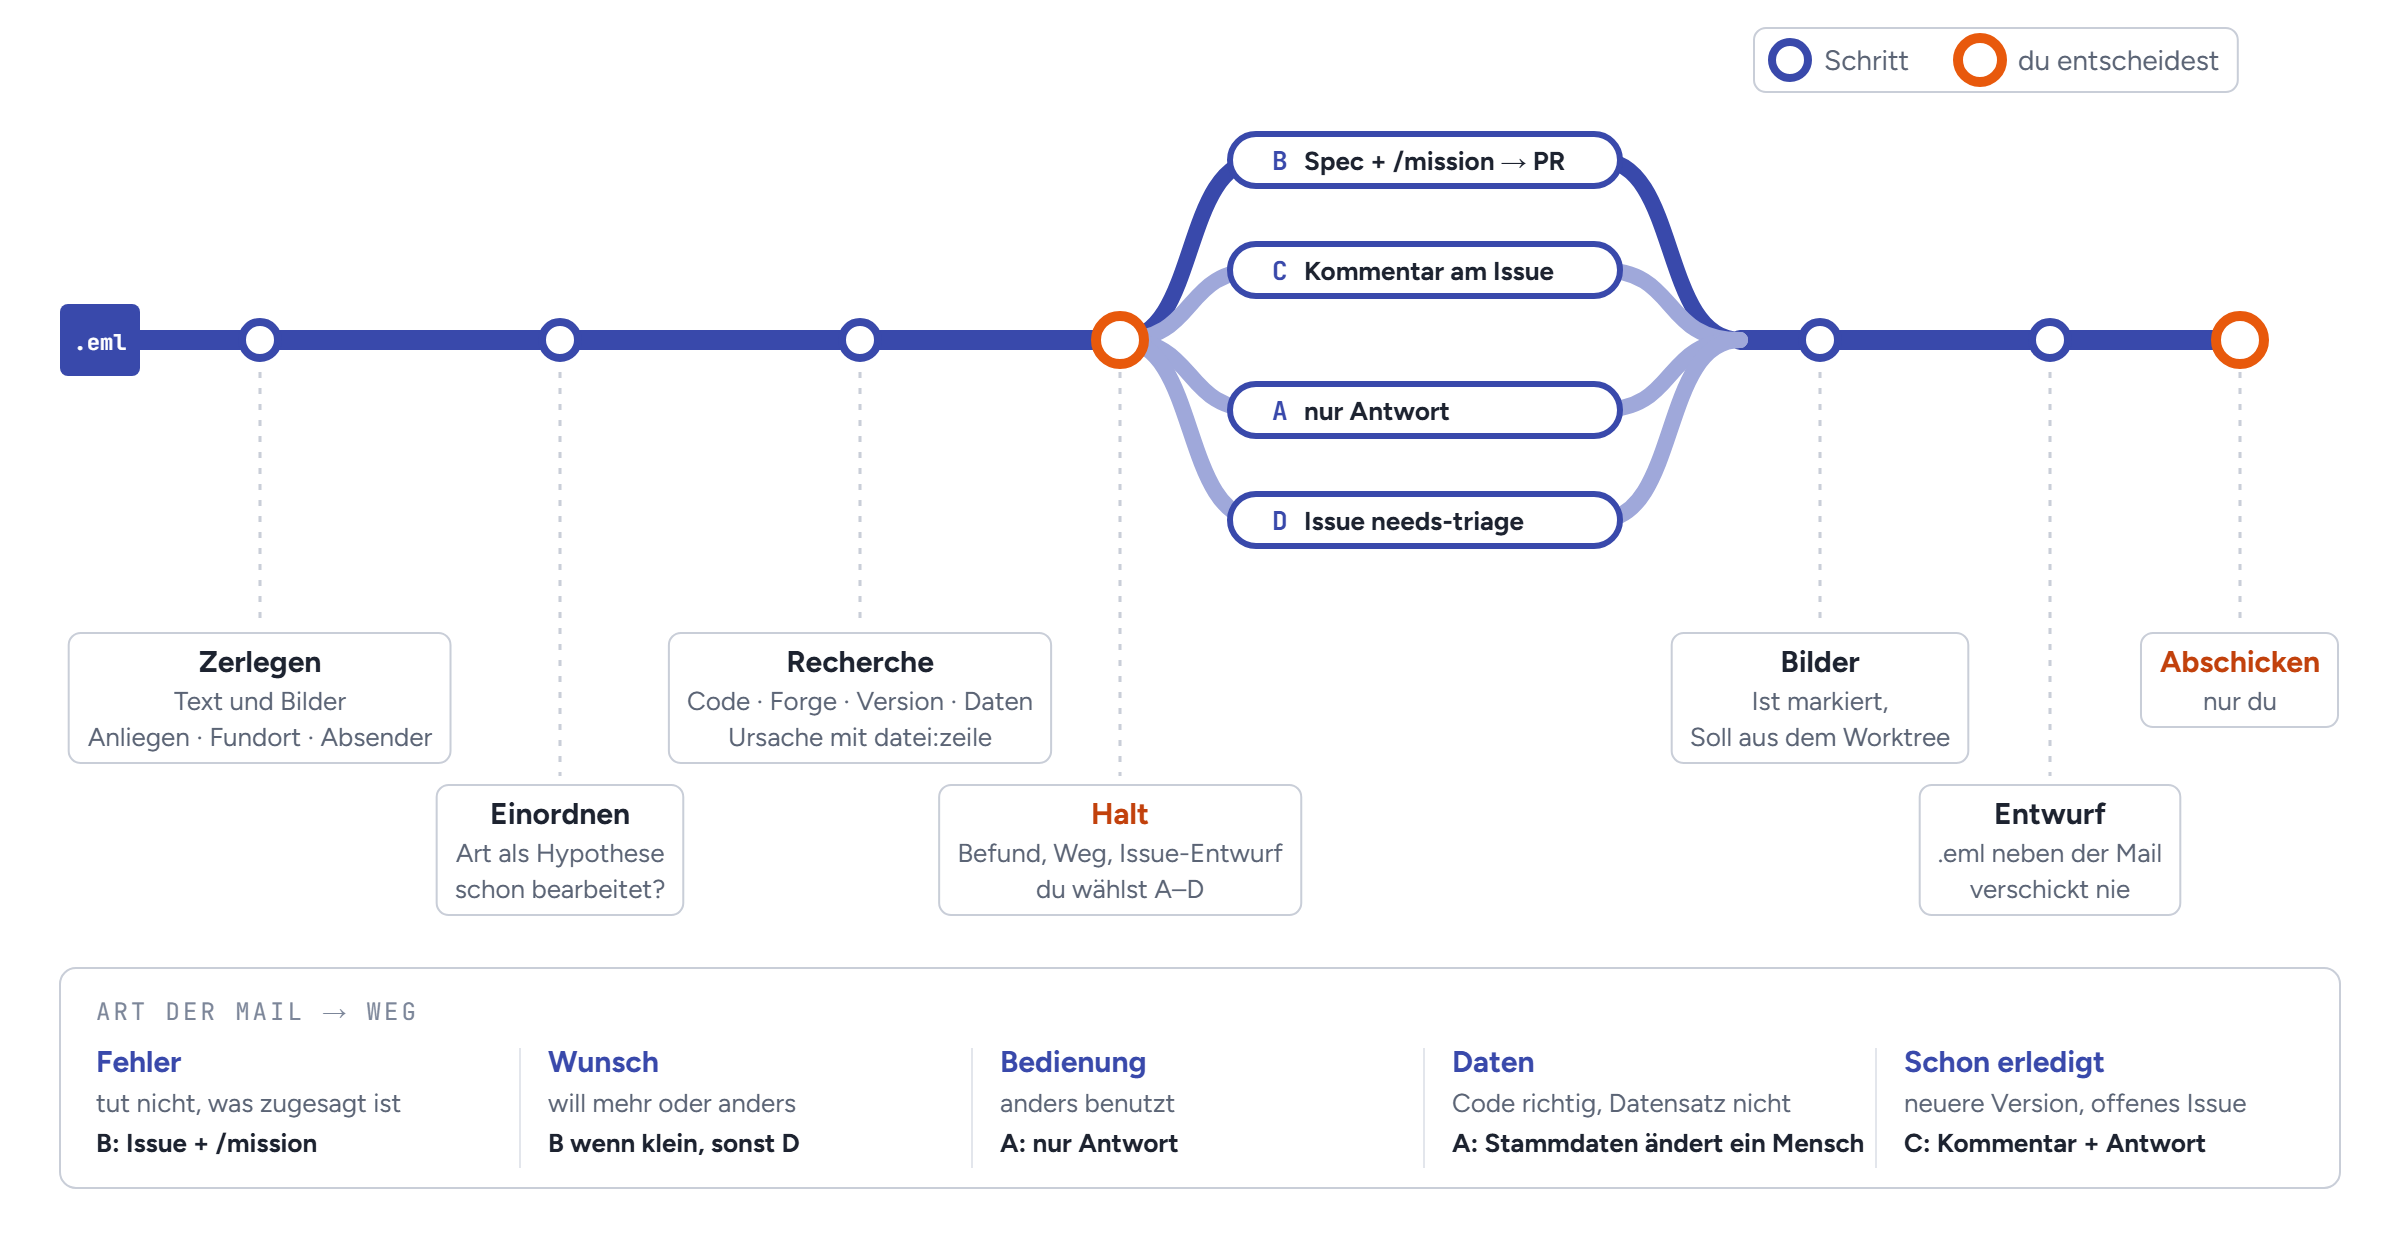 Schritt
du entscheidest
B Spec + /mission → PR
C Kommentar am Issue
.eml
A nur Antwort
D Issue needs-triage
Zerlegen
Text und Bilder
Anliegen · Fundort · Absender
Recherche
Code · Forge · Version · Daten
Ursache mit datei:zeile
Bilder
Ist markiert,
Soll aus dem Worktree
Abschicken
nur du
Einordnen
Art als Hypothese
schon bearbeitet?
Halt
Befund, Weg, Issue-Entwurf
du wählst A–D
Entwurf
.eml neben der Mail
verschickt nie
ART DER MAIL → WEG
Fehler
tut nicht, was zugesagt ist
B: Issue + /mission
Wunsch
will mehr oder anders
B wenn klein, sonst D
Bedienung
anders benutzt
A: nur Antwort
Daten
Code richtig, Datensatz nicht
A: Stammdaten ändert ein Mensch
Schon erledigt
neuere Version, offenes Issue
C: Kommentar + Antwort